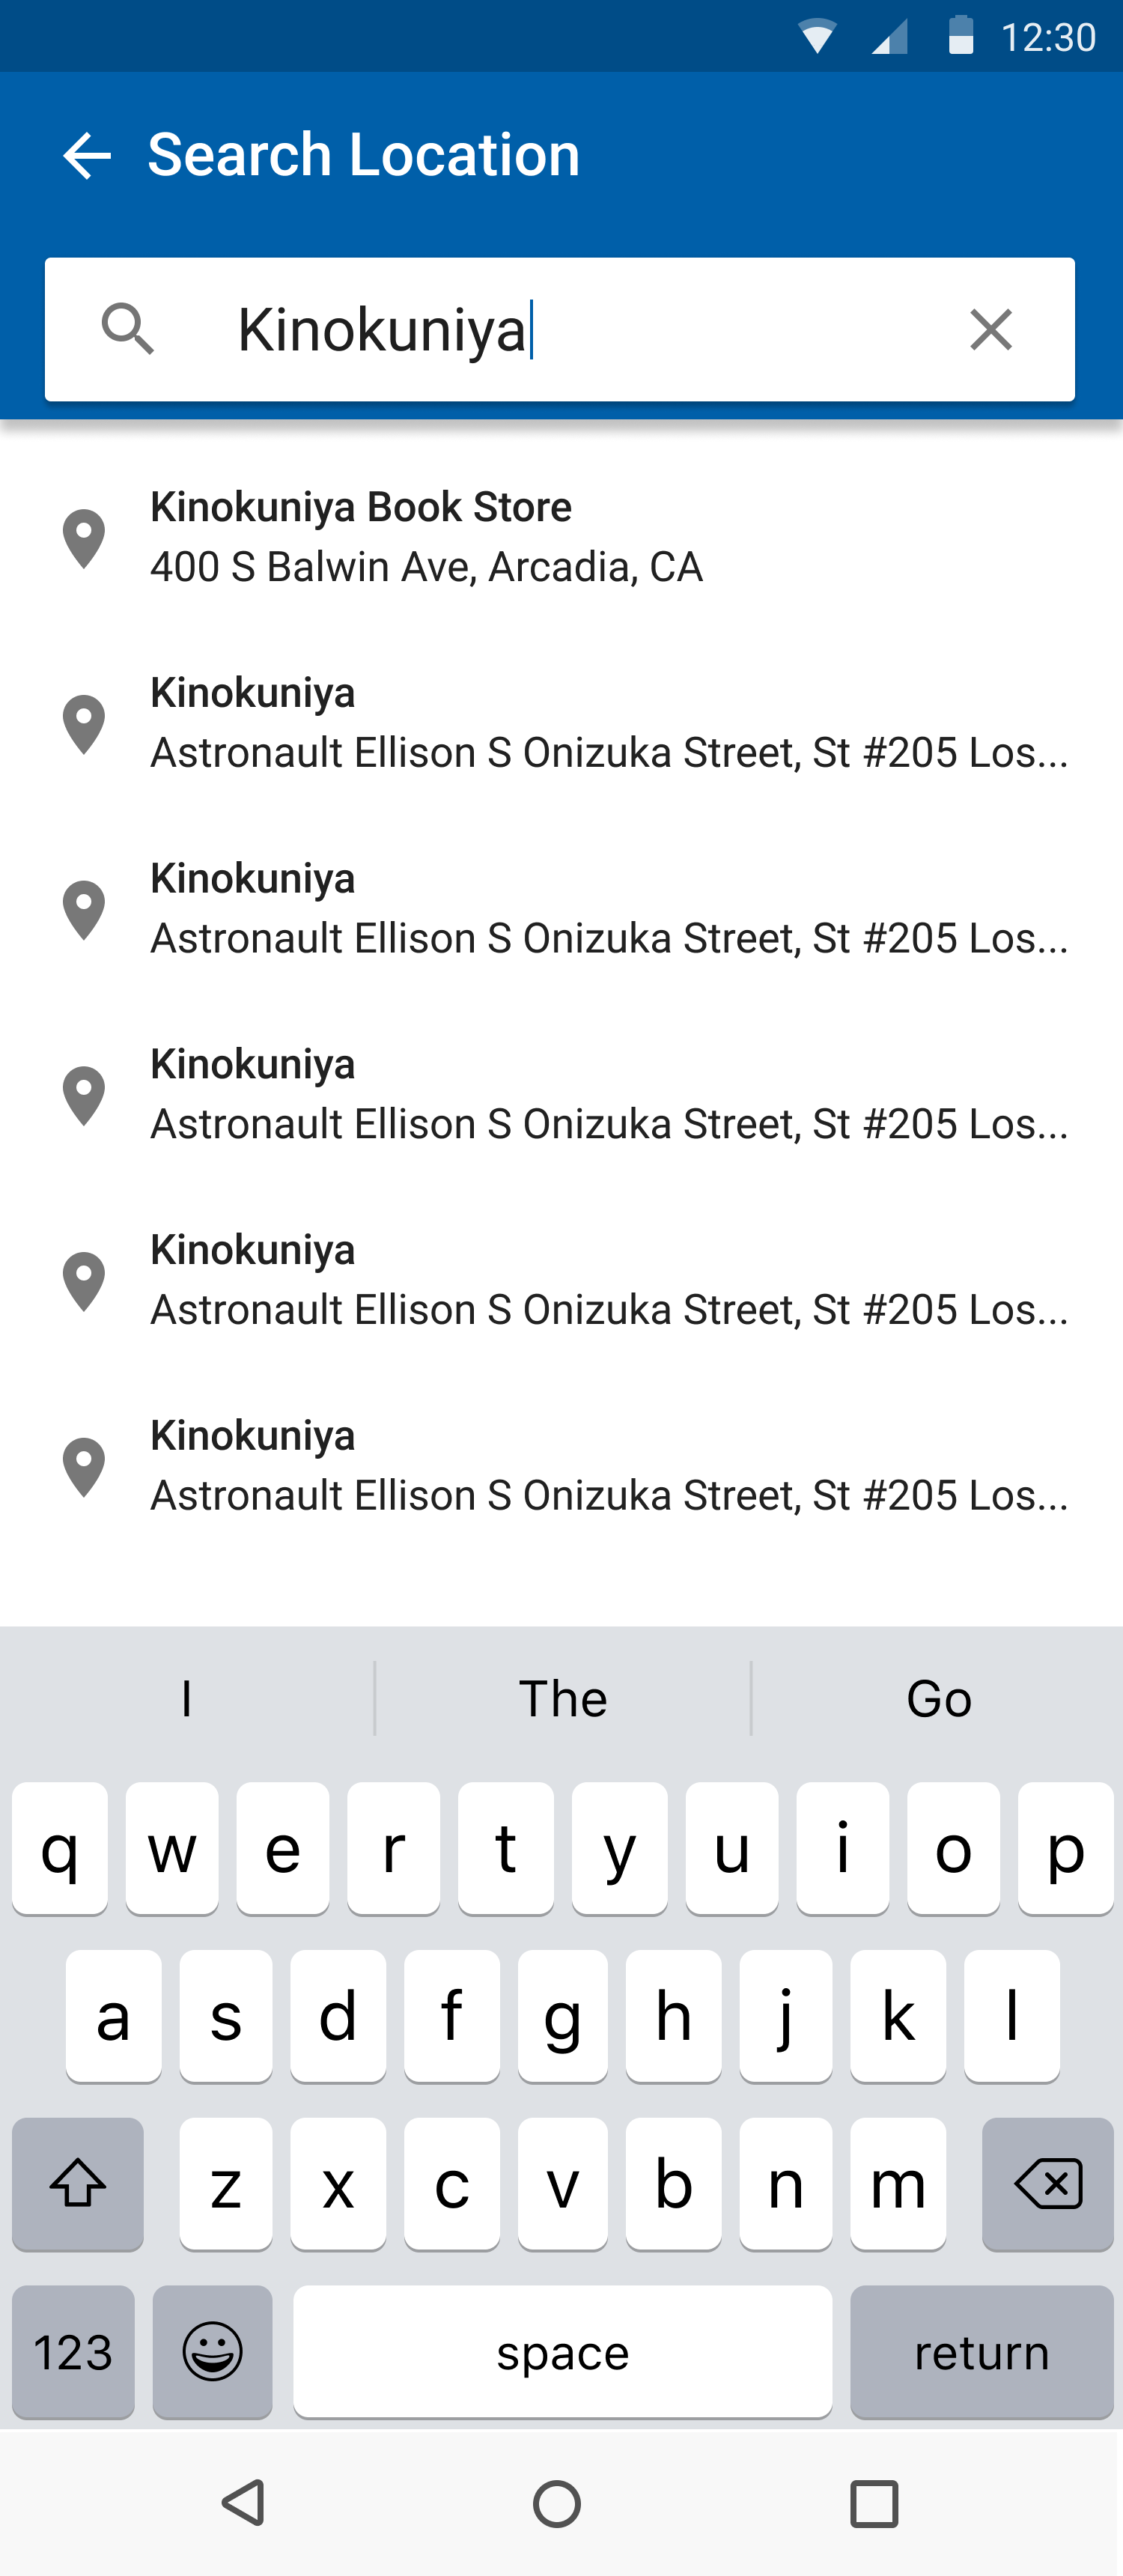 12:30
Search Location
Kinokuniya
Kinokuniya Book Store
400 S Balwin Ave, Arcadia, CA
Kinokuniya
Astronault Ellison S Onizuka Street, St #205 Los...
Kinokuniya
Astronault Ellison S Onizuka Street, St #205 Los...
Kinokuniya
Astronault Ellison S Onizuka Street, St #205 Los...
Kinokuniya
Astronault Ellison S Onizuka Street, St #205 Los...
Kinokuniya
Astronault Ellison S Onizuka Street, St #205 Los...
I The Go
q w e r t y u i o p
a s d f g h j k l
z x c v b n m
123 space return